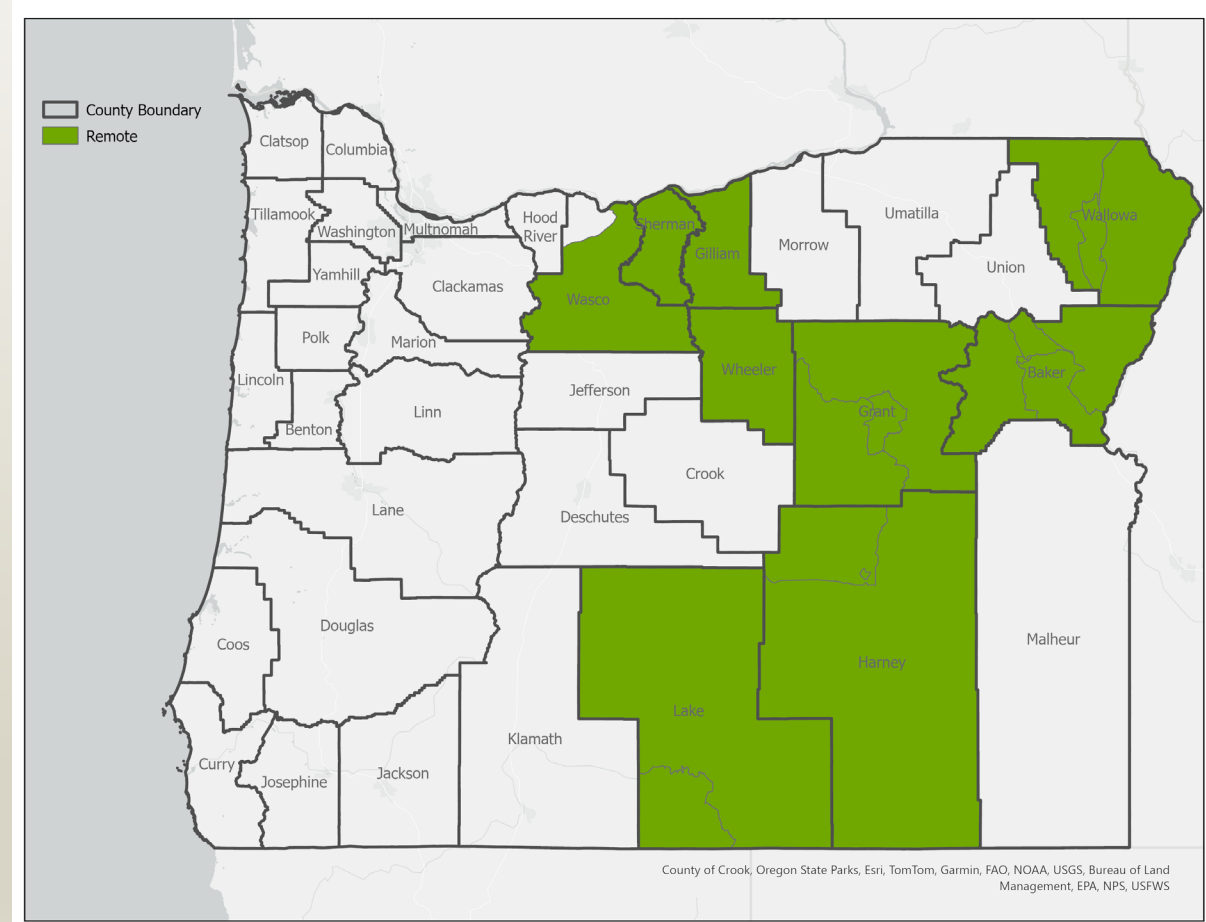 County Boundary
Remote
Clatsop
Columbia
Tillamook
Washington
Multnomah
Hood
River
Sherman
Gilliam
Morrow
Umatilla
Union
Wallowa
Yamhill
Clackamas
Wasco
Polk
Marion
Lincoln
Linn
Benton
Jefferson
Wheeler
Grant
Baker
Crook
Lane
Deschutes
Coos
Douglas
Malheur
Harney
Lake
Klamath
Curry
Josephine
Jackson
County of Crook, Oregon State Parks, Esri, TomTom, Garmin, FAO, NOAA, USGS, Bureau of Land
Management, EPA, NPS, USFWS